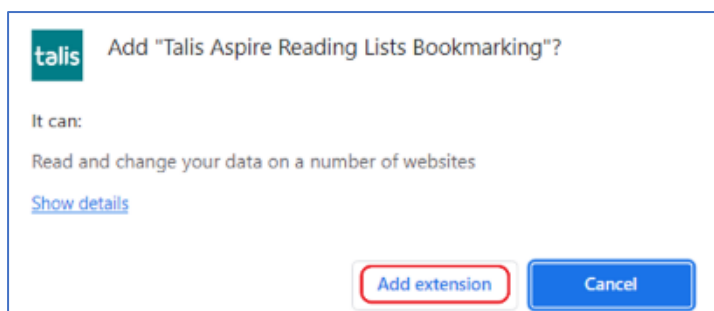 talis
Add "Talis Aspire Reading Lists Bookmarking"?
It can:
Read and change your data on a number of websites
Show details
Add extension
Cancel